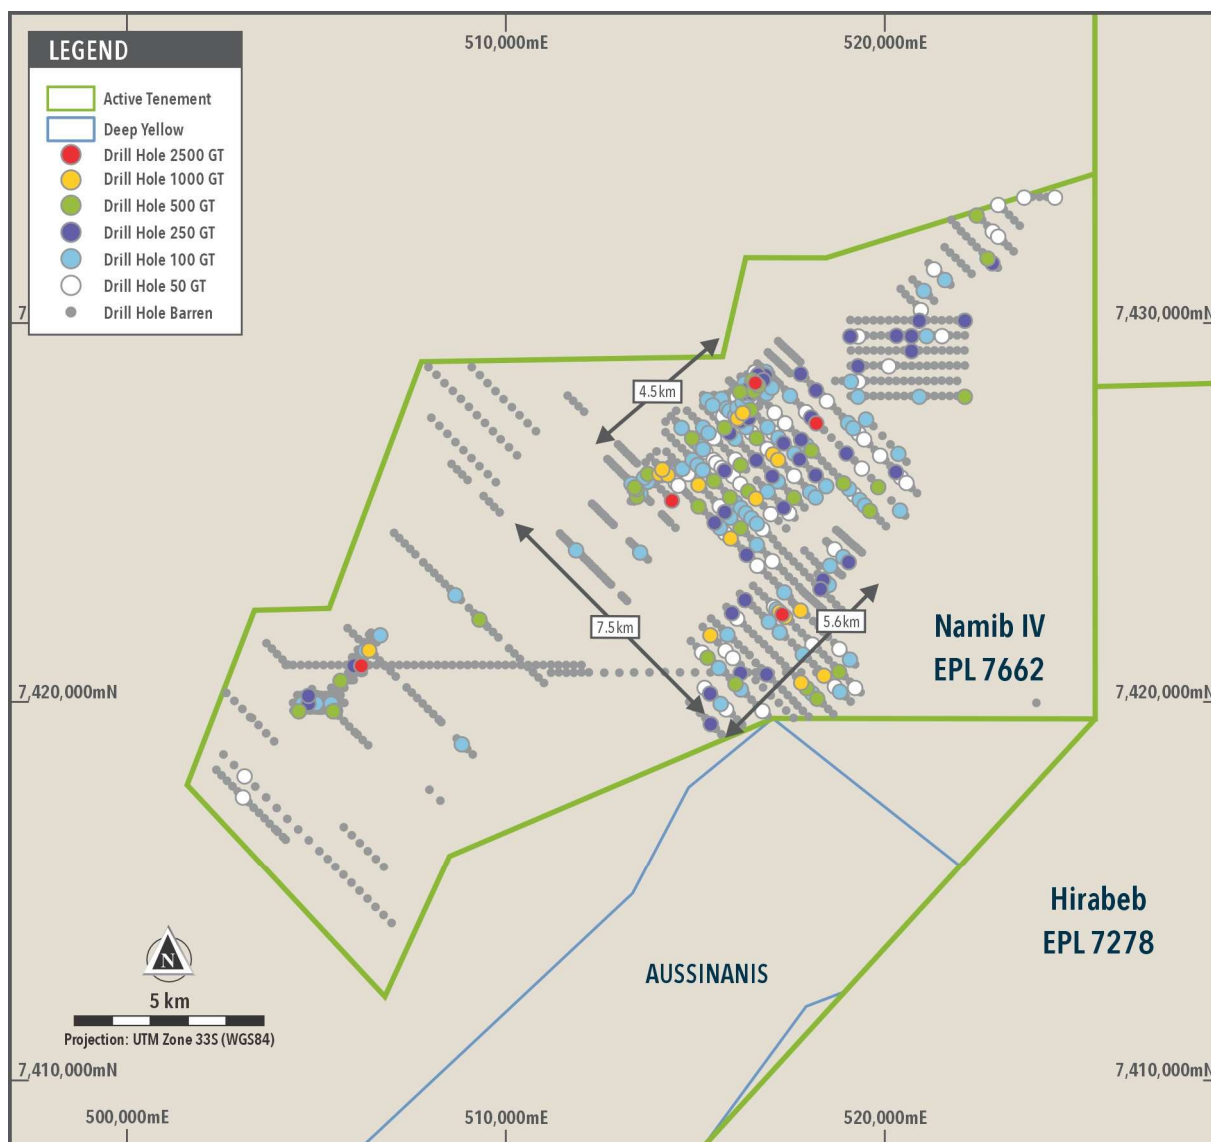 510,000mE
520,000mE
LEGEND
Active Tenement
Deep Yellow
Drill Hole 2500 GT
Drill Hole 1000 GT
Drill Hole 500 GT
Drill Hole 250 GT
Drill Hole 100 GT
Drill Hole 50 GT
Drill Hole Barren
7
7,430,000mN
4.5km
7.5km
5.6km
Namib IV
EPL 7662
7,420,000mN
7,420,000mN
Hirabeb
EPL 7278
AUSSINANIS
N
5 km
Projection: UTM Zone 33S (WGS84)
7,410,000mN
7,410,000mN
500,000mE
510,000mE
520,000mE